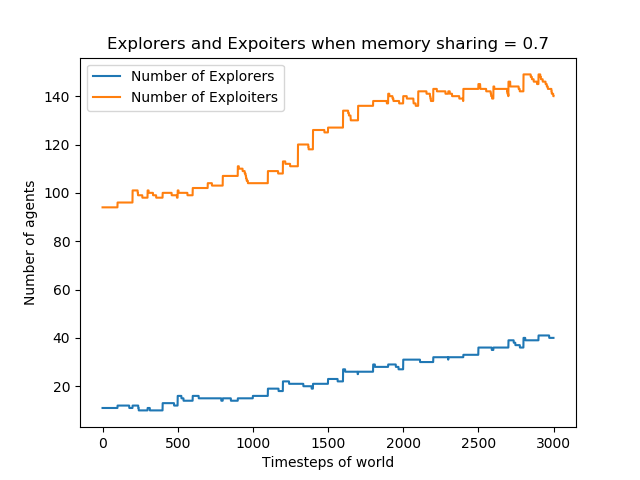 Explorers and Expoiters when memory sharing = 0.7
Number of Explorers
Number of Exploiters
140
120
100
80
60
40
20
Number of agents
0 500 1000 1500 2000 2500 3000
Timesteps of world